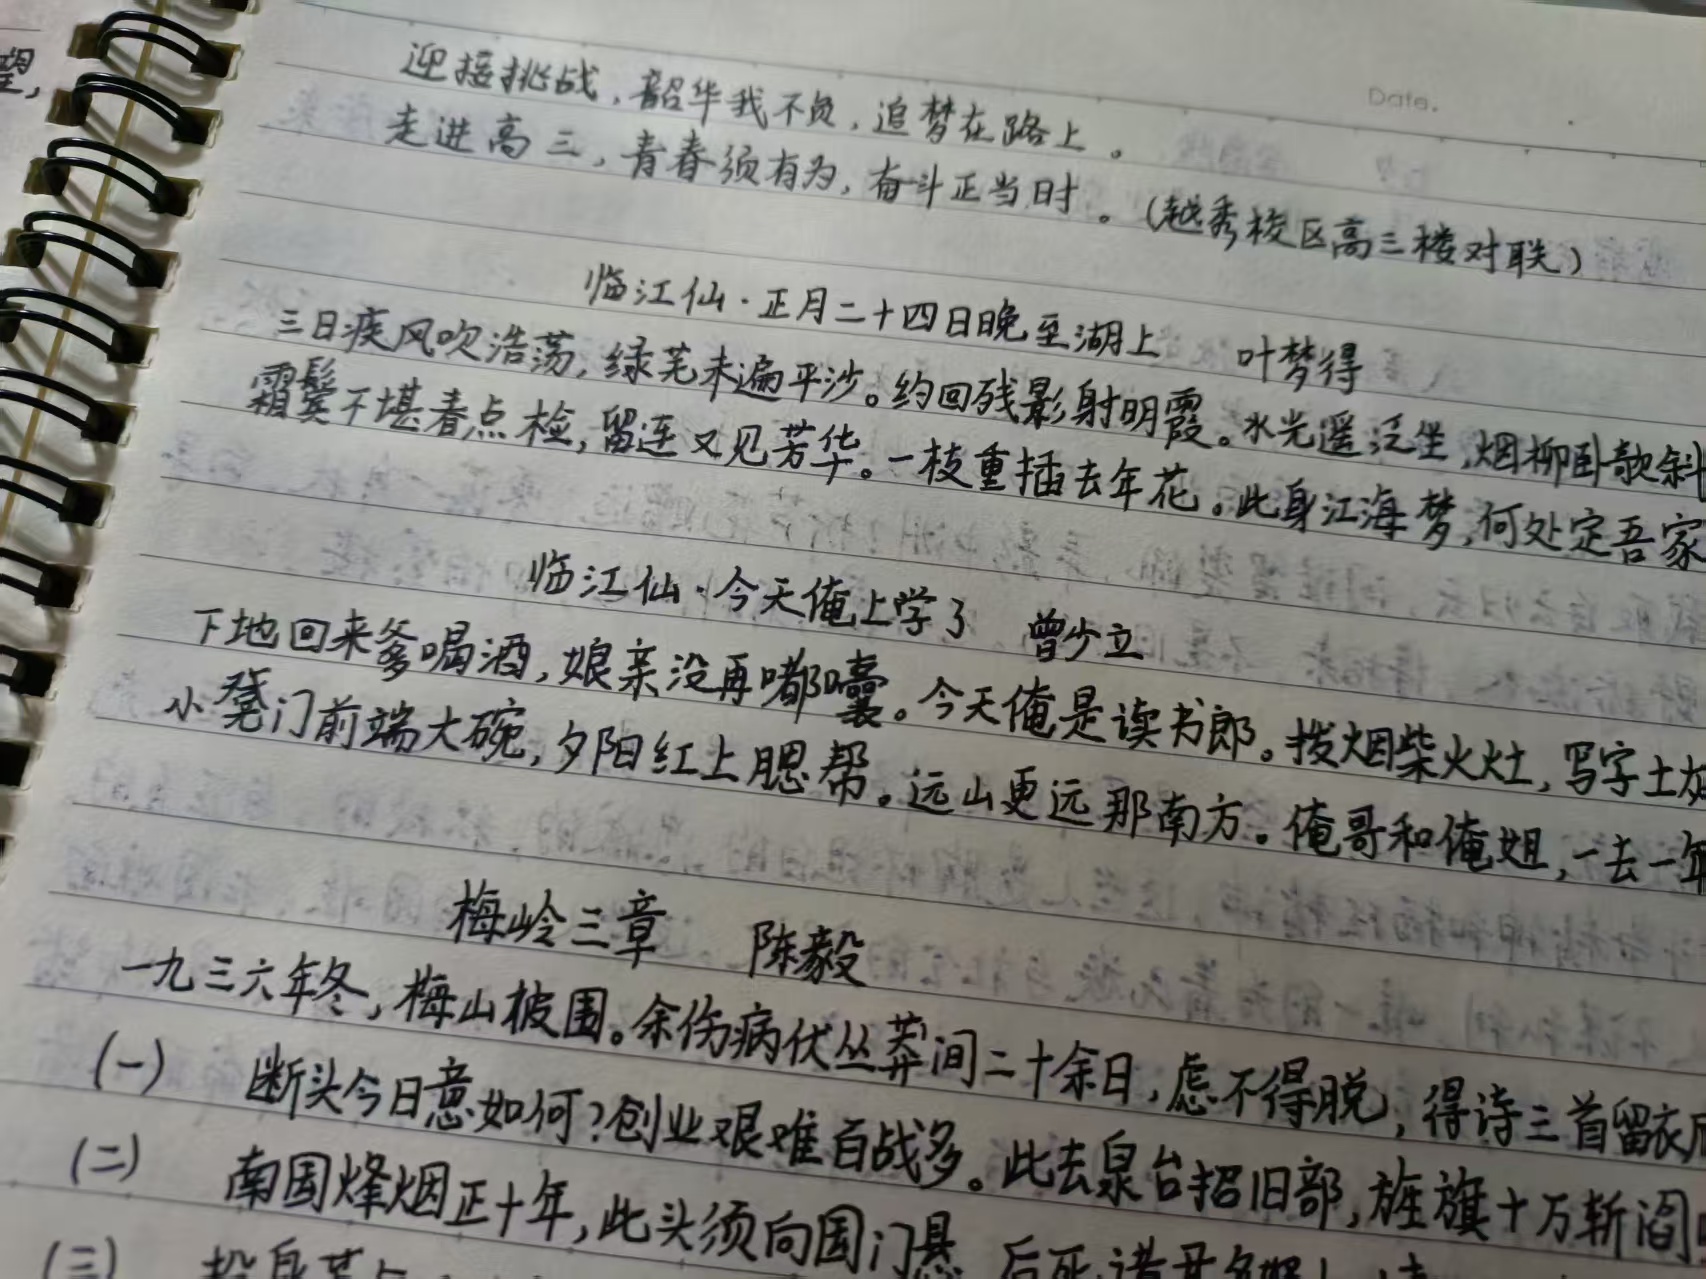 望,
Date.
迎接挑战,韶华我不负,追梦在路上。
走进高三,青春须有为,奋斗正当时。(越秀校区高三楼对联)
临江仙·正月二十四日晚至湖上 叶梦得
三日疾风吹浩荡,绿芜未遍平沙。约回残影射明霞。水光遥泛坐,烟柳卧欹斜
霜鬓不堪春点检,留连又见芳华。一枝重插去年花。此身江海梦,何处定吾家
临江仙·今天俺上学了 曾少立
下地回来爹喝酒,娘亲没再嘟囔。今天俺是读书郎。拨烟柴火灶,写字土灰
小凳门前端大碗,夕阳红上腮帮。远山更远那南方。俺哥和俺姐,一去一年
梅岭三章 陈毅
一九三六年冬,梅山被围。余伤病伏丛莽间二十余日,虑不得脱,得诗三首留衣底
(一) 断头今日意如何?创业艰难百战多。此去泉台招旧部,旌旗十万斩阎
(二) 南国烽烟正十年,此头须向国门悬 后死诸君多努力
(三)